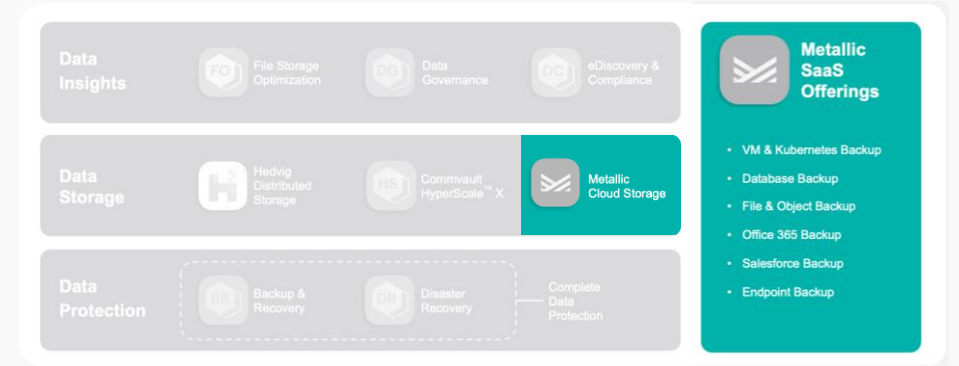 Data
Insights
FO
File Storage
Optimization
DG
Data
Governance
DC
eDiscovery &
Compliance
Data
Storage
H
Hedvig
Distributed
Storage
HS
Commvault
HyperScale™ X
Metallic
Cloud Storage
Data
Protection
BR
Backup &
Recovery
DR
Disaster
Recovery
Complete
Data
Protection
Metallic
SaaS
Offerings
• VM & Kubernetes Backup
• Database Backup
• File & Object Backup
• Office 365 Backup
• Salesforce Backup
• Endpoint Backup